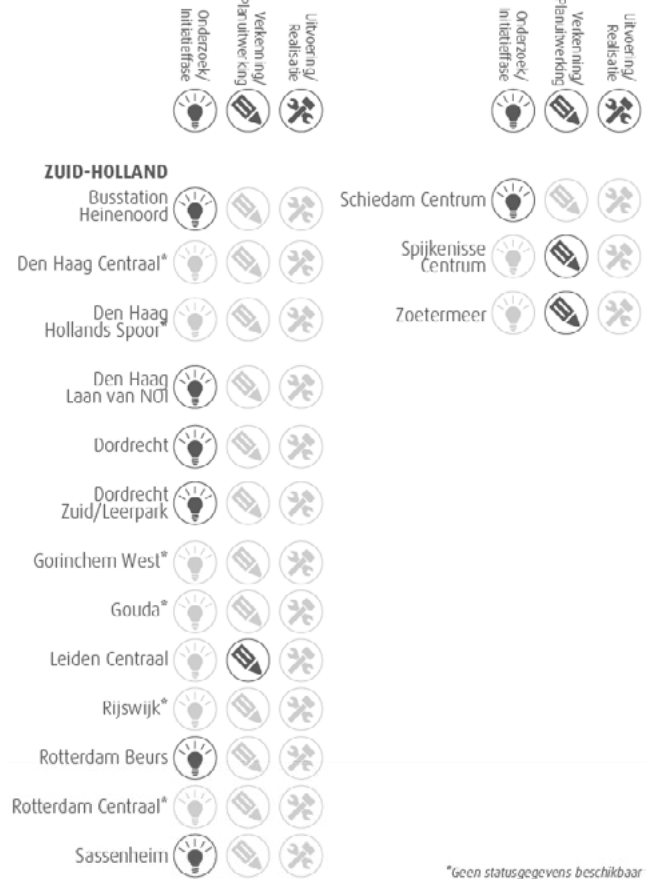 Onderzoek/
Initiatieffase
Verkenning/
Planuitwerking
Uitvoering/
Realisatie
ZUID-HOLLAND
Busstation
Heinenoord
Den Haag Centraal*
Den Haag
Hollands Spoor*
Den Haag
Laan van NOI
Dordrecht
Dordrecht
Zuid/Leerpark
Gorinchem West*
Gouda*
Leiden Centraal
Rijswijk*
Rotterdam Beurs
Rotterdam Centraal*
Sassenheim
Onderzoek/
Initiatieffase
Verkenning/
Planuitwerking
Uitvoering/
Realisatie
Schiedam Centrum
Spijkenisse
Centrum
Zoetermeer
*Geen statusgegevens beschikbaar